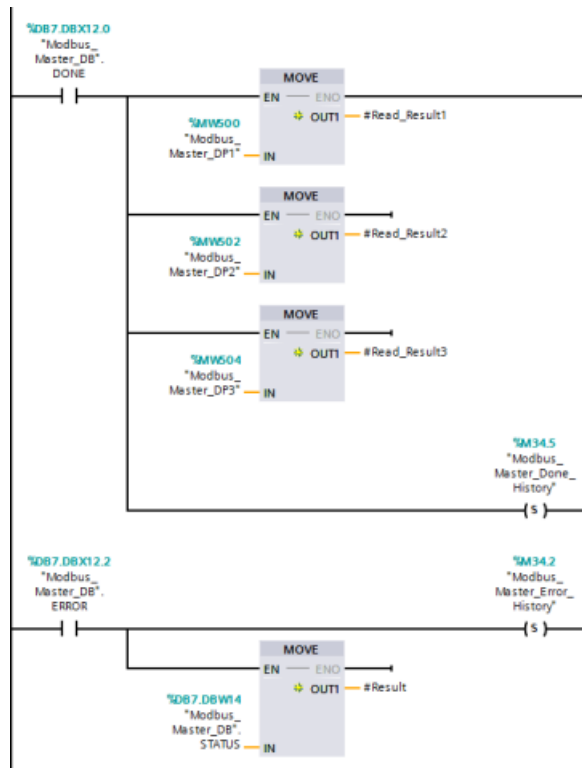 %DB7.DBX12.0
"Modbus_
Master_DB".
DONE
MOVE
EN
ENO
%MW500
"Modbus_
Master_DP1"
IN
OUT1
#Read_Result1
MOVE
EN
ENO
%MW502
"Modbus_
Master_DP2"
IN
OUT1
#Read_Result2
MOVE
EN
ENO
%MW504
"Modbus_
Master_DP3"
IN
OUT1
#Read_Result3
%M34.5
"Modbus_
Master_Done_
History"
S
%DB7.DBX12.2
"Modbus_
Master_DB".
ERROR
%M34.2
"Modbus_
Master_Error_
History"
S
MOVE
EN
ENO
%DB7.DBW14
"Modbus_
Master_DB".
STATUS
IN
OUT1
#Result